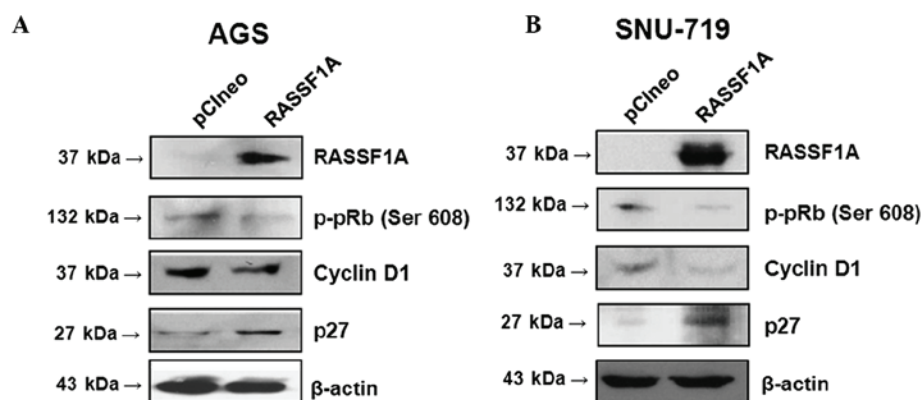 A
AGS
pCIneo RASSF1A
37 kDa → RASSF1A
132 kDa → p-pRb (Ser 608)
37 kDa → Cyclin D1
27 kDa → p27
43 kDa → β-actin
B
SNU-719
pCIneo RASSF1A
37 kDa → RASSF1A
132 kDa → p-pRb (Ser 608)
37 kDa → Cyclin D1
27 kDa → p27
43 kDa → β-actin